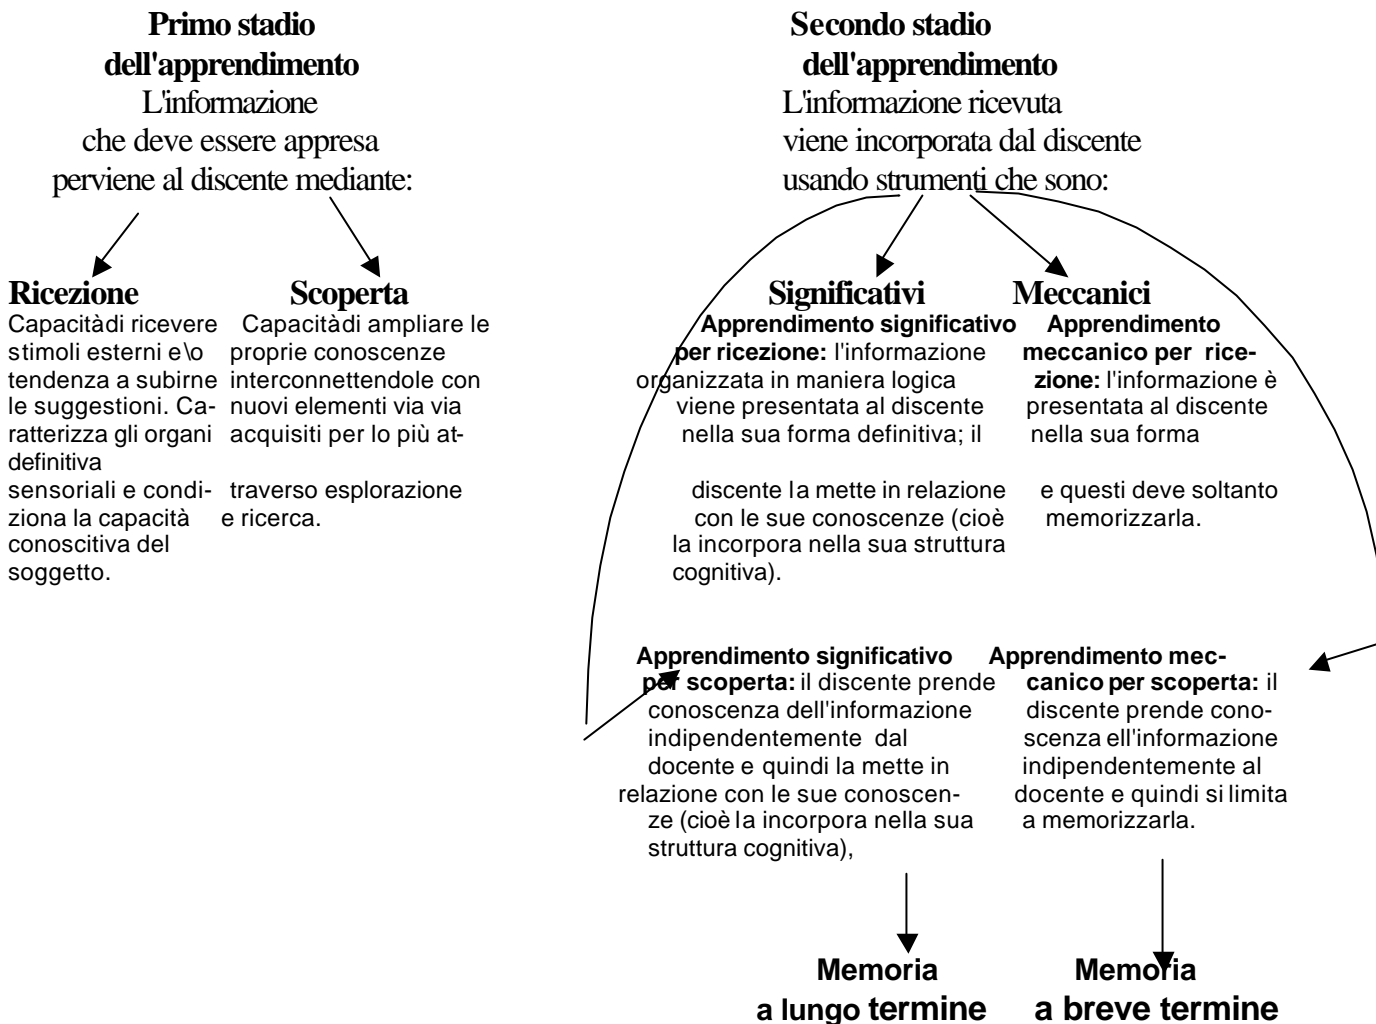 Primo stadio
dell'apprendimento
L'informazione
che deve essere appresa
perviene al discente mediante:
Ricezione
Capacitàdi ricevere
stimoli esterni e\o
tendenza a subirne
le suggestioni. Ca-
ratterizza gli organi
definitiva
sensoriali e condi-
ziona la capacità
conoscitiva del
soggetto.
Scoperta
Capacitàdi ampliare le
proprie conoscenze
interconnettendole con
nuovi elementi via via
acquisiti per lo più at-
traverso esplorazione
e ricerca.
Secondo stadio
dell'apprendimento
L'informazione ricevuta
viene incorporata dal discente
usando strumenti che sono:
Significativi
Apprendimento significativo
per ricezione: l'informazione
organizzata in maniera logica
viene presentata al discente
nella sua forma definitiva; il
discente la mette in relazione
con le sue conoscenze (cioè
la incorpora nella sua struttura
cognitiva).
Meccanici
Apprendimento
meccanico per rice-
zione: l'informazione è
presentata al discente
nella sua forma
e questi deve soltanto
memorizzarla.
Apprendimento significativo
per scoperta: il discente prende
conoscenza dell'informazione
indipendentemente dal
docente e quindi la mette in
relazione con le sue conoscen-
ze (cioè la incorpora nella sua
struttura cognitiva),
Apprendimento mec-
canico per scoperta: il
discente prende cono-
scenza ell'informazione
indipendentemente al
docente e quindi si limita
a memorizzarla.
Memoria
a lungo termine
Memoria
a breve termine